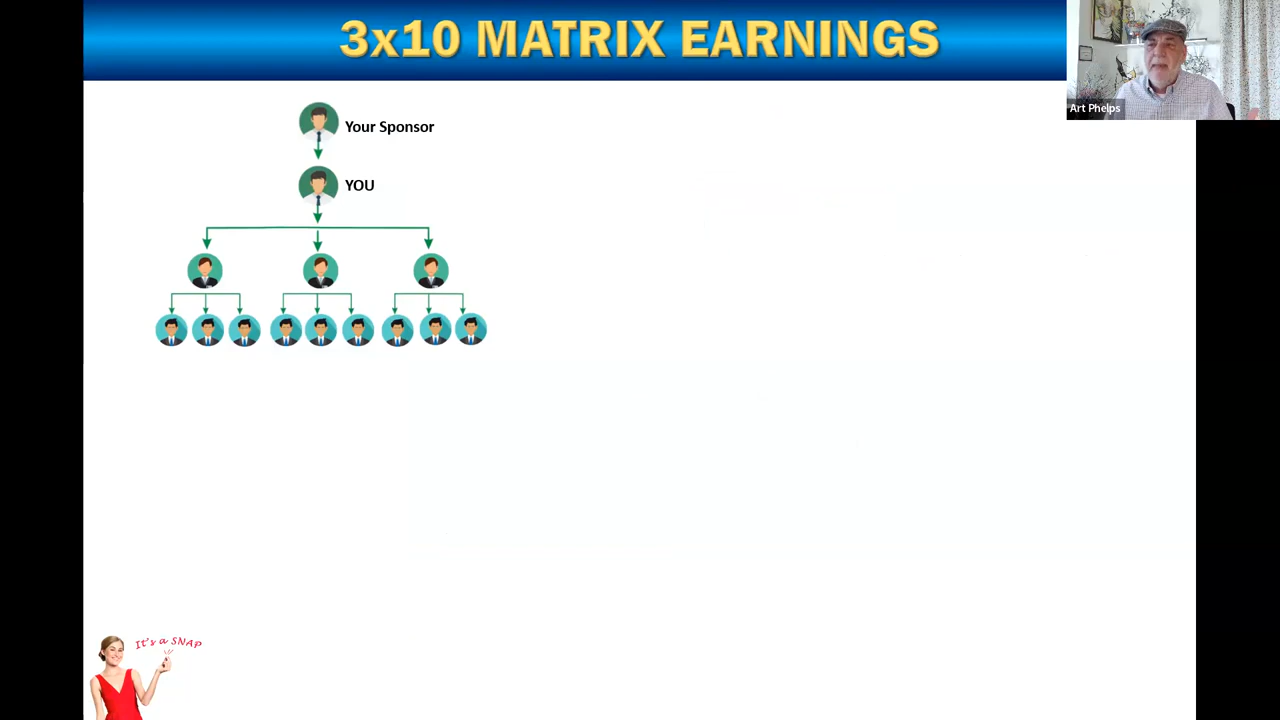 3x10 MATRIX EARNINGS
Art Phelps
Your Sponsor
YOU
It's a SNAP